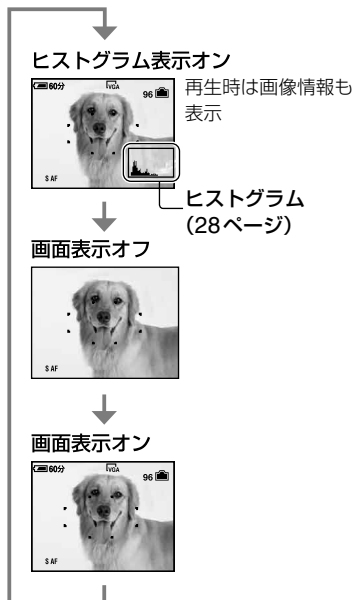 ヒストグラム表示オン
60分 VGA 96
S AF
再生時は画像情報も
表示
ヒストグラム
(28ページ)
画面表示オフ
S AF
画面表示オン
60分 VGA 96
S AF